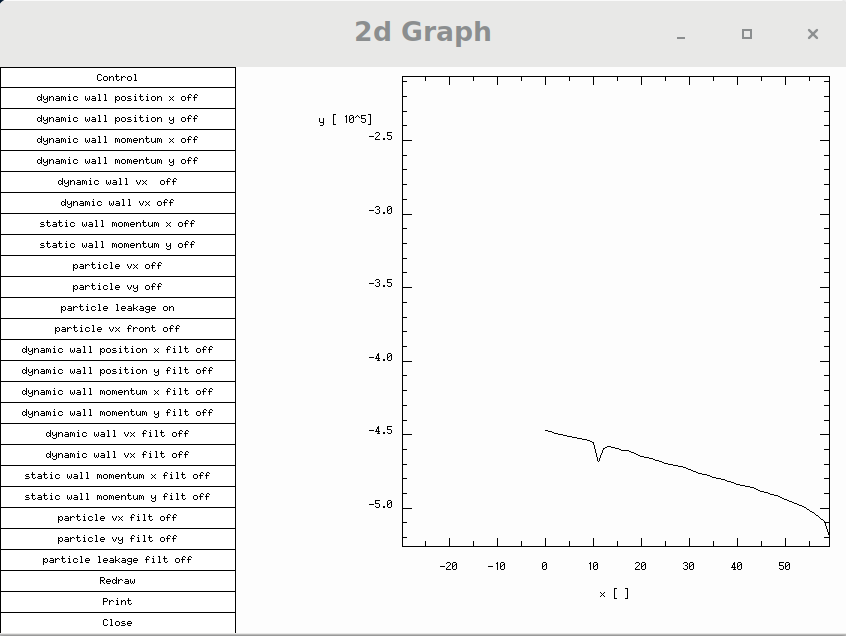 2d Graph
Control
dynamic wall position x off
dynamic wall position y off
dynamic wall momentum x off
dynamic wall momentum y off
dynamic wall vx  off
dynamic wall vx off
static wall momentum x off
static wall momentum y off
particle vx off
particle vy off
particle leakage on
particle vx front off
dynamic wall position x filt off
dynamic wall position y filt off
dynamic wall momentum x filt off
dynamic wall momentum y filt off
dynamic wall vx filt off
dynamic wall vx filt off
static wall momentum x filt off
static wall momentum y filt off
particle vx filt off
particle vy filt off
particle leakage filt off
Redraw
Print
Close
y [ 10^5]
-2.5
-3.0
-3.5
-4.0
-4.5
-5.0
-20 -10 0 10 20 30 40 50
x [ ]